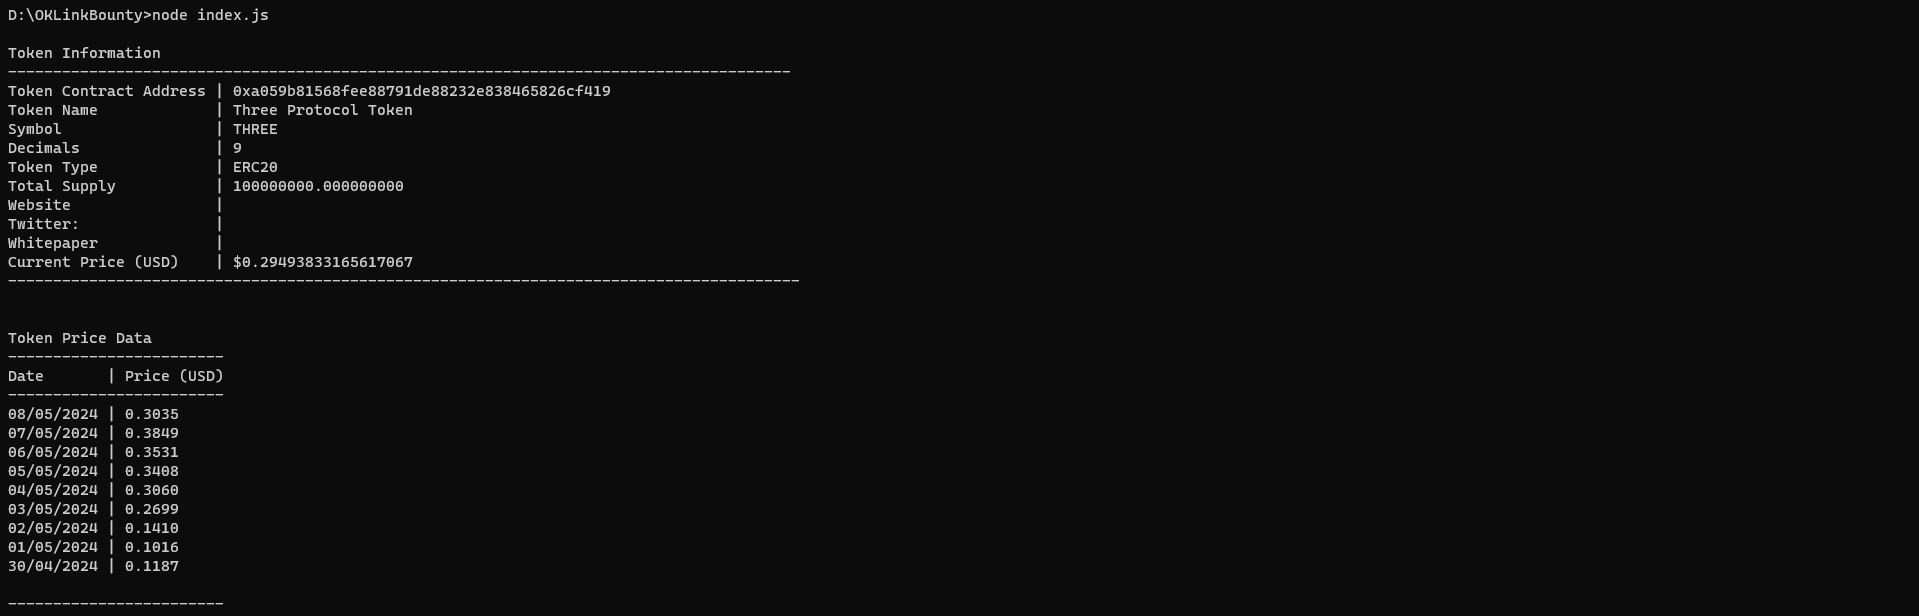 D:\OKLinkBounty>node index.js
Token Information
---------------------------------------------------------------------------------------
Token Contract Address | 0xa059b81568fee88791de88232e838465826cf419
Token Name             | Three Protocol Token
Symbol                 | THREE
Decimals               | 9
Token Type             | ERC20
Total Supply           | 100000000.000000000
Website                |
Twitter:               |
Whitepaper             |
Current Price (USD)    | $0.29493833165617067
----------------------------------------------------------------------------------------
Token Price Data
------------------------
Date       | Price (USD)
------------------------
08/05/2024 | 0.3035
07/05/2024 | 0.3849
06/05/2024 | 0.3531
05/05/2024 | 0.3408
04/05/2024 | 0.3060
03/05/2024 | 0.2699
02/05/2024 | 0.1410
01/05/2024 | 0.1016
30/04/2024 | 0.1187
------------------------